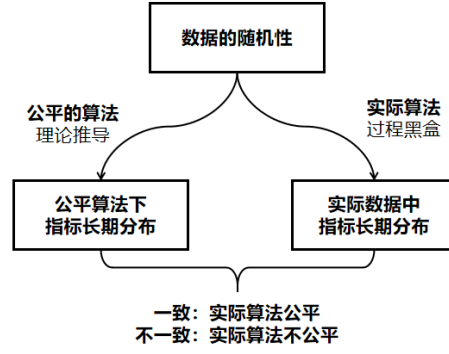 数据的随机性
公平的算法
理论推导
实际算法
过程黑盒
公平算法下
指标长期分布
实际数据中
指标长期分布
一致：实际算法公平
不一致：实际算法不公平